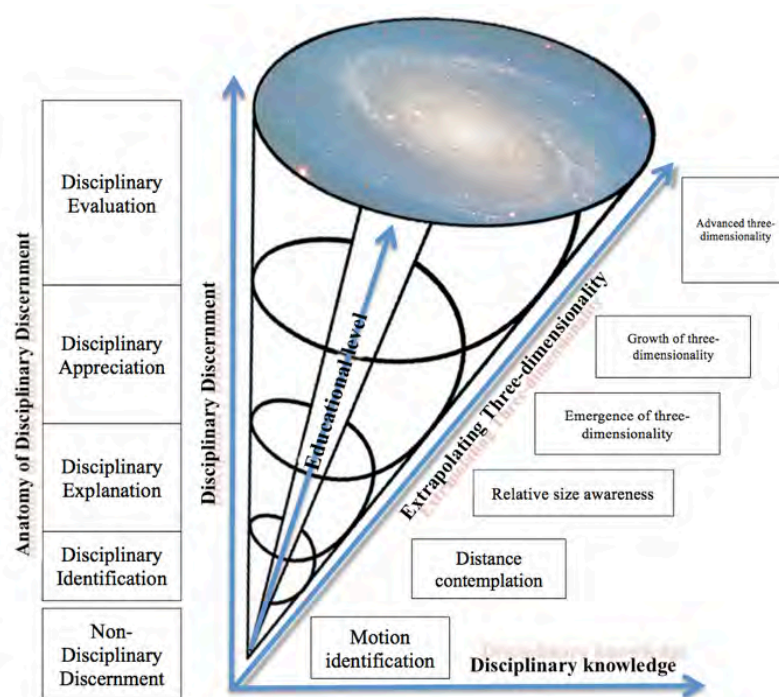 Anatomy of Disciplinary Discernment
Disciplinary
Evaluation
Disciplinary
Appreciation
Disciplinary
Explanation
Disciplinary
Identification
Non-
Disciplinary
Discernment
Disciplinary Discernment
Educational level
Extrapolating Three-dimensionality
Advanced three-
dimensionality
Growth of three-
dimensionality
Emergence of three-
dimensionality
Relative size awareness
Distance
contemplation
Motion
identification
Disciplinary knowledge